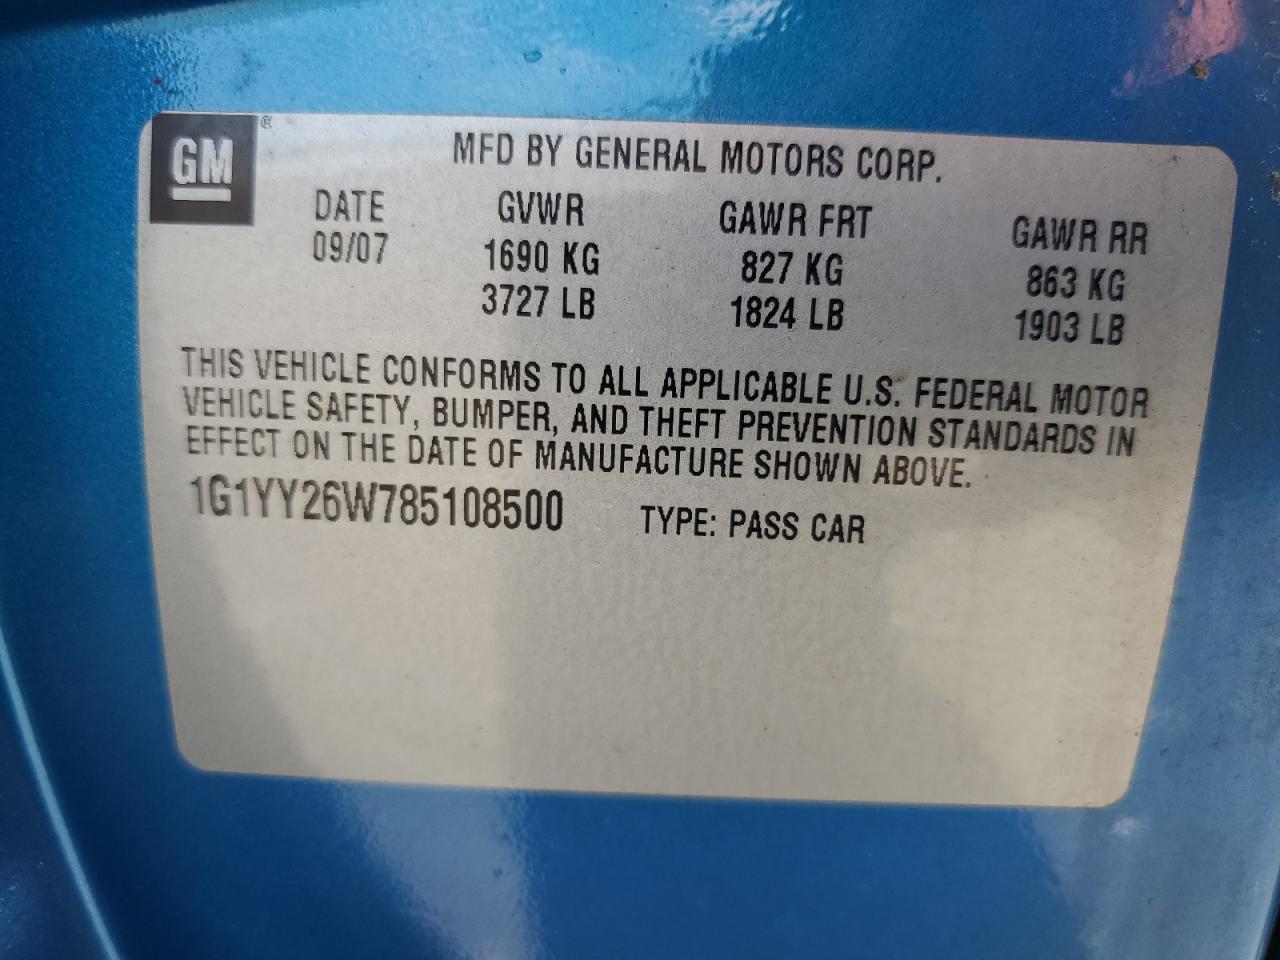 GM ®
MFD BY GENERAL MOTORS CORP.
DATE GVWR GAWR FRT GAWR RR
09/07 1690 KG 827 KG 863 KG
3727 LB 1824 LB 1903 LB
THIS VEHICLE CONFORMS TO ALL APPLICABLE U.S. FEDERAL MOTOR
VEHICLE SAFETY, BUMPER, AND THEFT PREVENTION STANDARDS IN
EFFECT ON THE DATE OF MANUFACTURE SHOWN ABOVE.
1G1YY26W785108500 TYPE: PASS CAR